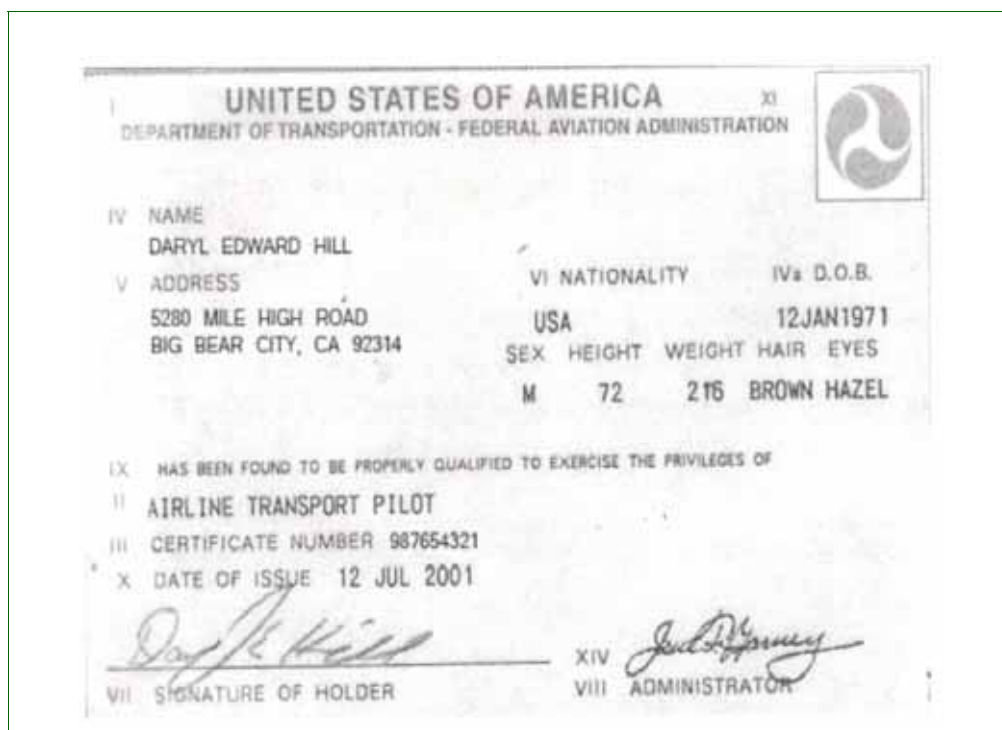 I UNITED STATES OF AMERICA XI
DEPARTMENT OF TRANSPORTATION - FEDERAL AVIATION ADMINISTRATION
IV NAME
DARYL EDWARD HILL
V ADDRESS VI NATIONALITY IVa D.O.B.
5280 MILE HIGH ROAD USA 12JAN1971
BIG BEAR CITY, CA 92314 SEX HEIGHT WEIGHT HAIR EYES
M 72 216 BROWN HAZEL
IX HAS BEEN FOUND TO BE PROPERLY QUALIFIED TO EXERCISE THE PRIVILEGES OF
II AIRLINE TRANSPORT PILOT
III CERTIFICATE NUMBER 987654321
X DATE OF ISSUE 12 JUL 2001
XIV
VII SIGNATURE OF HOLDER VIII ADMINISTRATOR